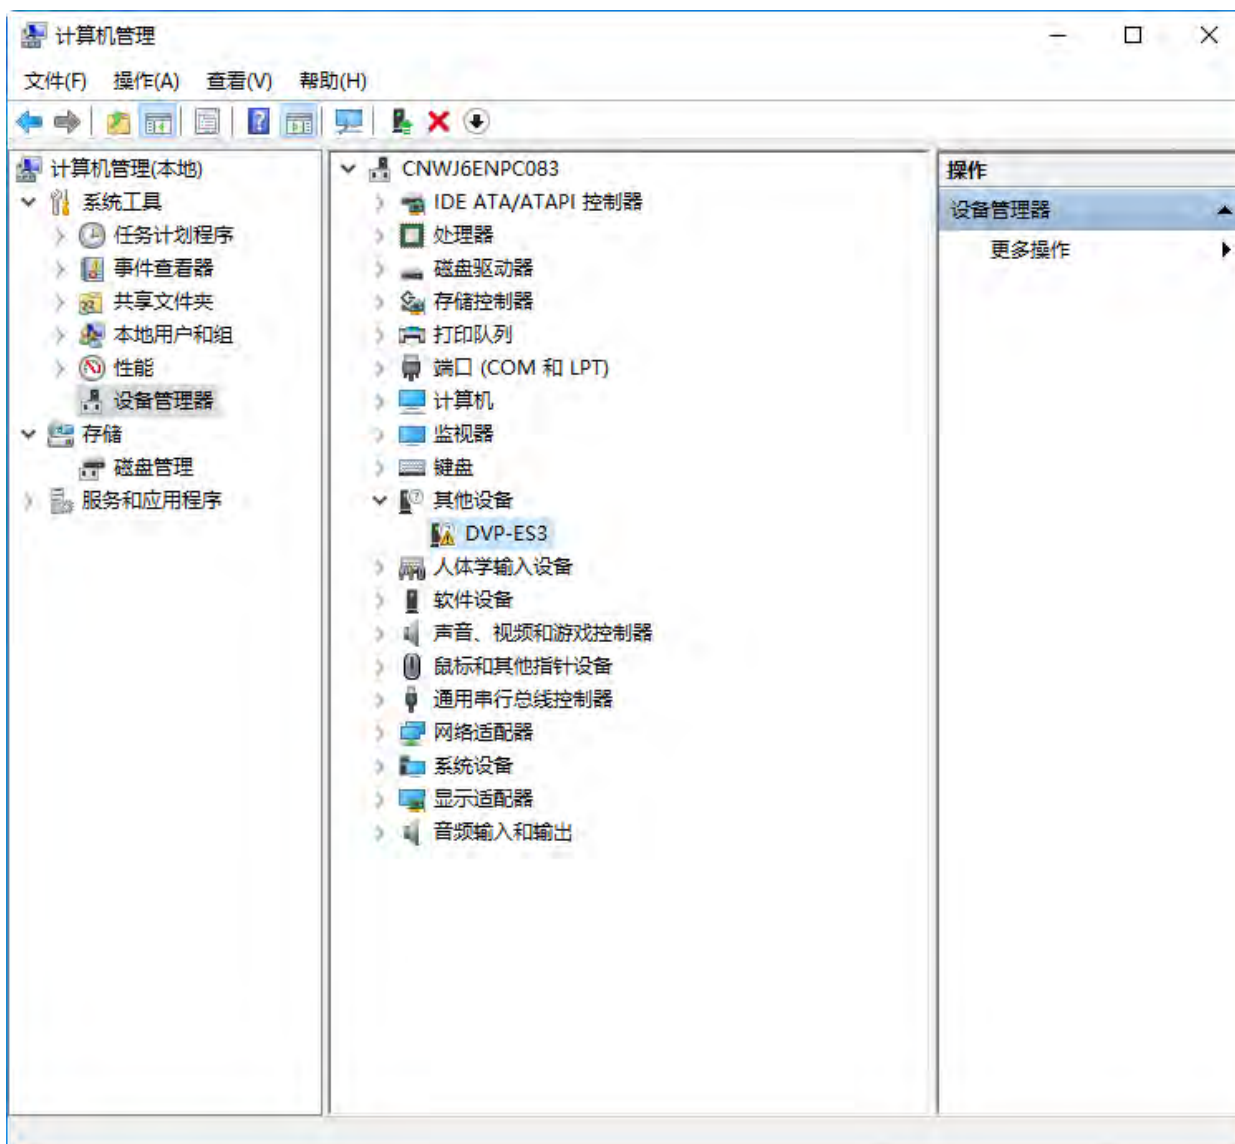 计算机管理
文件(F) 操作(A) 查看(V) 帮助(H)
计算机管理(本地)
系统工具
任务计划程序
事件查看器
共享文件夹
本地用户和组
性能
设备管理器
存储
磁盘管理
服务和应用程序
CNWJ6ENPC083
IDE ATA/ATAPI 控制器
处理器
磁盘驱动器
存储控制器
打印队列
端口 (COM 和 LPT)
计算机
监视器
键盘
其他设备
DVP-ES3
人体学输入设备
软件设备
声音、视频和游戏控制器
鼠标和其他指针设备
通用串行总线控制器
网络适配器
系统设备
显示适配器
音频输入和输出
操作
设备管理器
更多操作